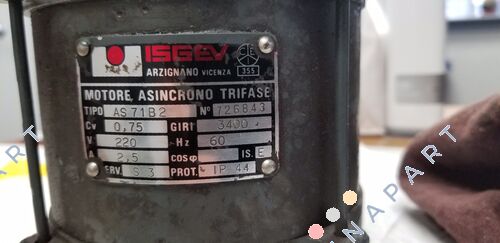 ISGEV
ARZIGNANO VICENZA
355
MOTORE ASINCRONO TRIFASE
TIPO AS 71B2 N° 726843
CV 0,75 GIRI 3400
V 220 Hz 60
A 2,5 cosφ IS. E
SERV. S 3 PROT. IP 44